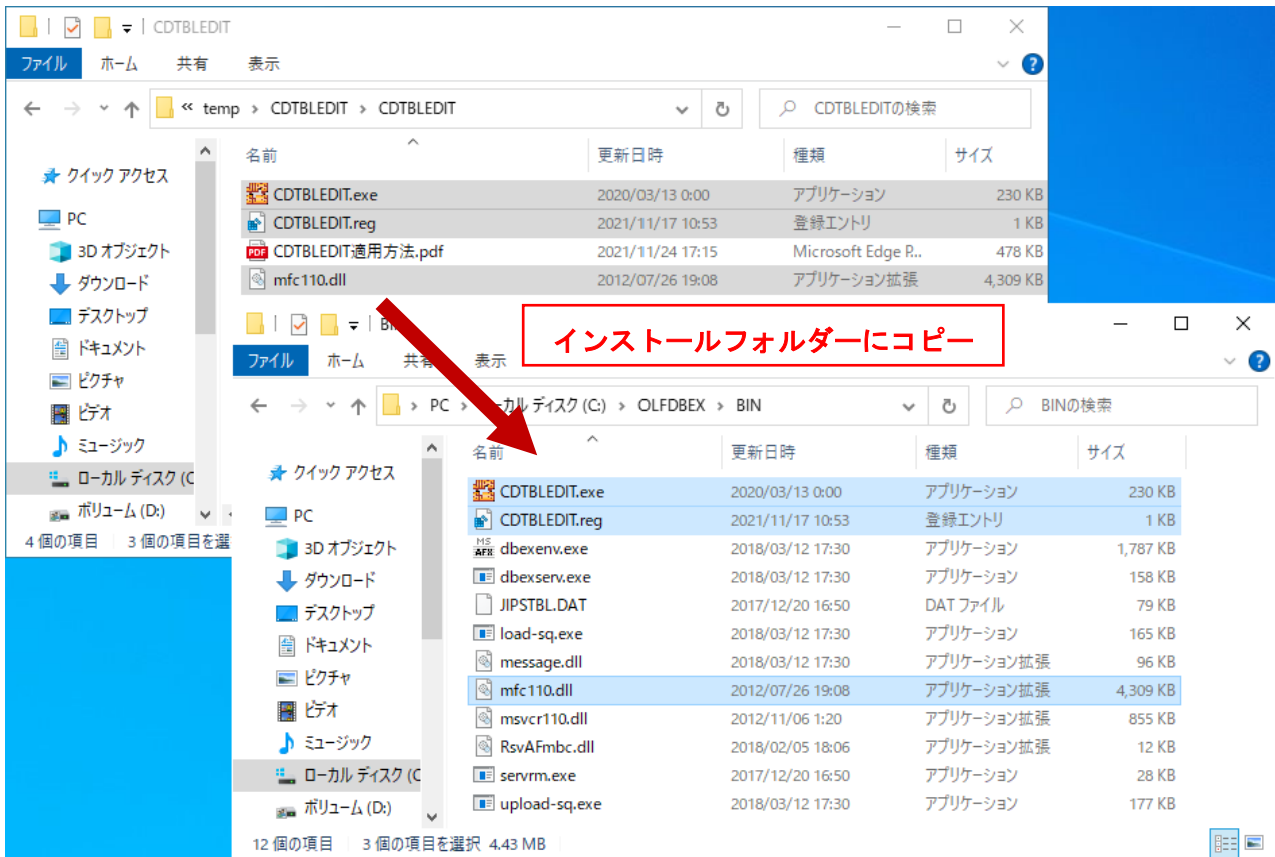 CDTBLEDIT
ファイル ホーム 共有 表示
« temp > CDTBLEDIT > CDTBLEDIT CDTBLEDITの検索
名前 更新日時 種類 サイズ
クイック アクセス
PC
3D オブジェクト
ダウンロード
デスクトップ
ドキュメント
ピクチャ
ビデオ
ミュージック
ローカル ディスク (C
ボリューム (D:)
CDTBLEDIT.exe 2020/03/13 0:00 アプリケーション 230 KB
CDTBLEDIT.reg 2021/11/17 10:53 登録エントリ 1 KB
CDTBLEDIT適用方法.pdf 2021/11/24 17:15 Microsoft Edge P... 478 KB
mfc110.dll 2012/07/26 19:08 アプリケーション拡張 4,309 KB
4 個の項目 3 個の項目を選
インストールフォルダーにコピー
ファイル ホーム 共有 表示
> PC > ーカル ディスク (C:) > OLFDBEX > BIN BINの検索
名前 更新日時 種類 サイズ
クイック アクセス
PC
3D オブジェクト
ダウンロード
デスクトップ
ドキュメント
ピクチャ
ビデオ
ミュージック
ローカル ディスク (C
ボリューム (D:)
CDTBLEDIT.exe 2020/03/13 0:00 アプリケーション 230 KB
CDTBLEDIT.reg 2021/11/17 10:53 登録エントリ 1 KB
MS AFX dbexenv.exe 2018/03/12 17:30 アプリケーション 1,787 KB
dbexserv.exe 2018/03/12 17:30 アプリケーション 158 KB
JIPSTBL.DAT 2017/12/20 16:50 DAT ファイル 79 KB
load-sq.exe 2018/03/12 17:30 アプリケーション 165 KB
message.dll 2018/03/12 17:30 アプリケーション拡張 96 KB
mfc110.dll 2012/07/26 19:08 アプリケーション拡張 4,309 KB
msvcr110.dll 2012/11/06 1:20 アプリケーション拡張 855 KB
RsvAFmbc.dll 2018/02/05 18:06 アプリケーション拡張 12 KB
servrm.exe 2017/12/20 16:50 アプリケーション 28 KB
upload-sq.exe 2018/03/12 17:30 アプリケーション 177 KB
12 個の項目 3 個の項目を選択 4.43 MB